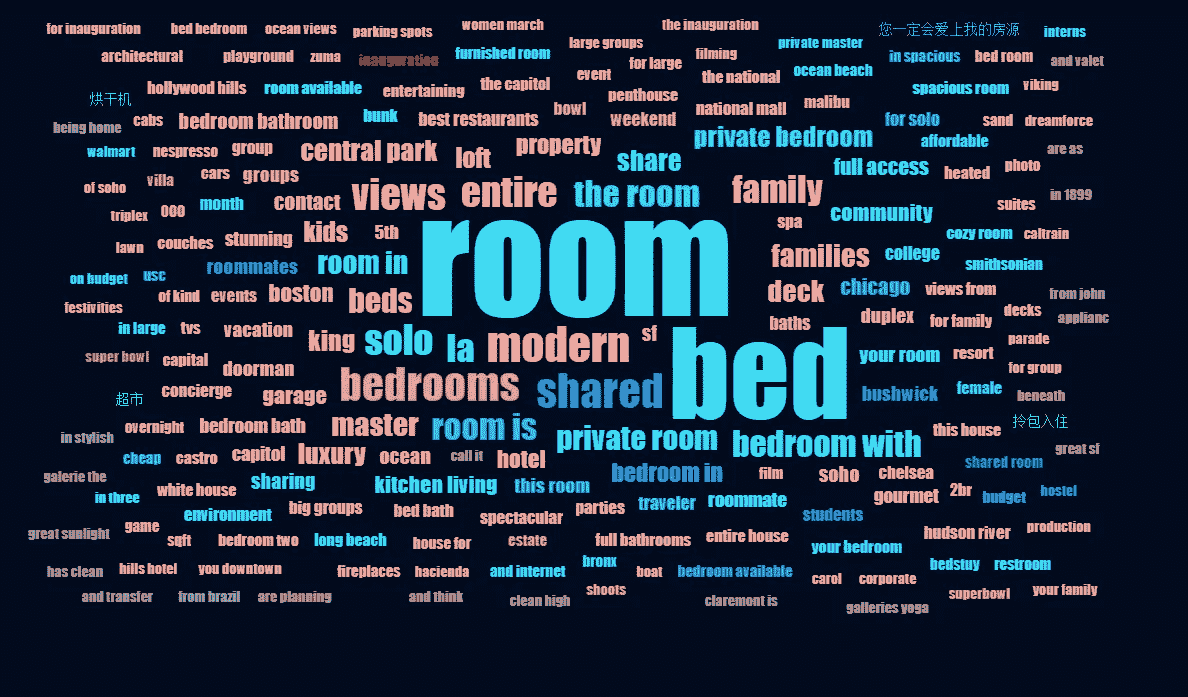 for inauguration bed bedroom ocean views parking spots women march the inauguration 您一定会爱上我的房源 interns
architectural playground zuma inauguration furnished room large groups for large filming private master in spacious bed room and valet
烘干机 hollywood hills room available entertaining the capitol event the national ocean beach spacious room viking
being home cabs bedroom bathroom bunk best restaurants bowl penthouse weekend national mall malibu for solo sand dreamforce
walmart nespresso group central park loft property share private bedroom full access affordable heated photo are as
of soho villa cars groups views entire the room family suites in 1899
triplex 000 month contact spa community
lawn couches stunning kids 5th room families college cozy room caltrain
on budget usc roommates room in deck chicago views from smithsonian
festivities of kind events boston beds baths duplex for family decks from john applianc
in large tvs vacation king solo la modern sf bed your room resort parade
super bowl capital doorman for group
超市 concierge garage bedrooms shared bushwick female beneath
in stylish overnight bedroom bath master room is private room bedroom with this house 拎包入住
cheap castro capitol luxury ocean call it hotel bedroom in film soho chelsea shared room great sf
galerie the in three white house sharing kitchen living this room traveler roommate gourmet 2br budget hostel
great sunlight game environment big groups bed bath spectacular parties students hudson river production
sqft bedroom two long beach house for estate full bathrooms entire house your bedroom bedstuy restroom
has clean hills hotel you downtown fireplaces hacienda and internet bronx boat bedroom available carol corporate
and transfer from brazil are planning and think clean high shoots claremont is galleries yoga superbowl your family